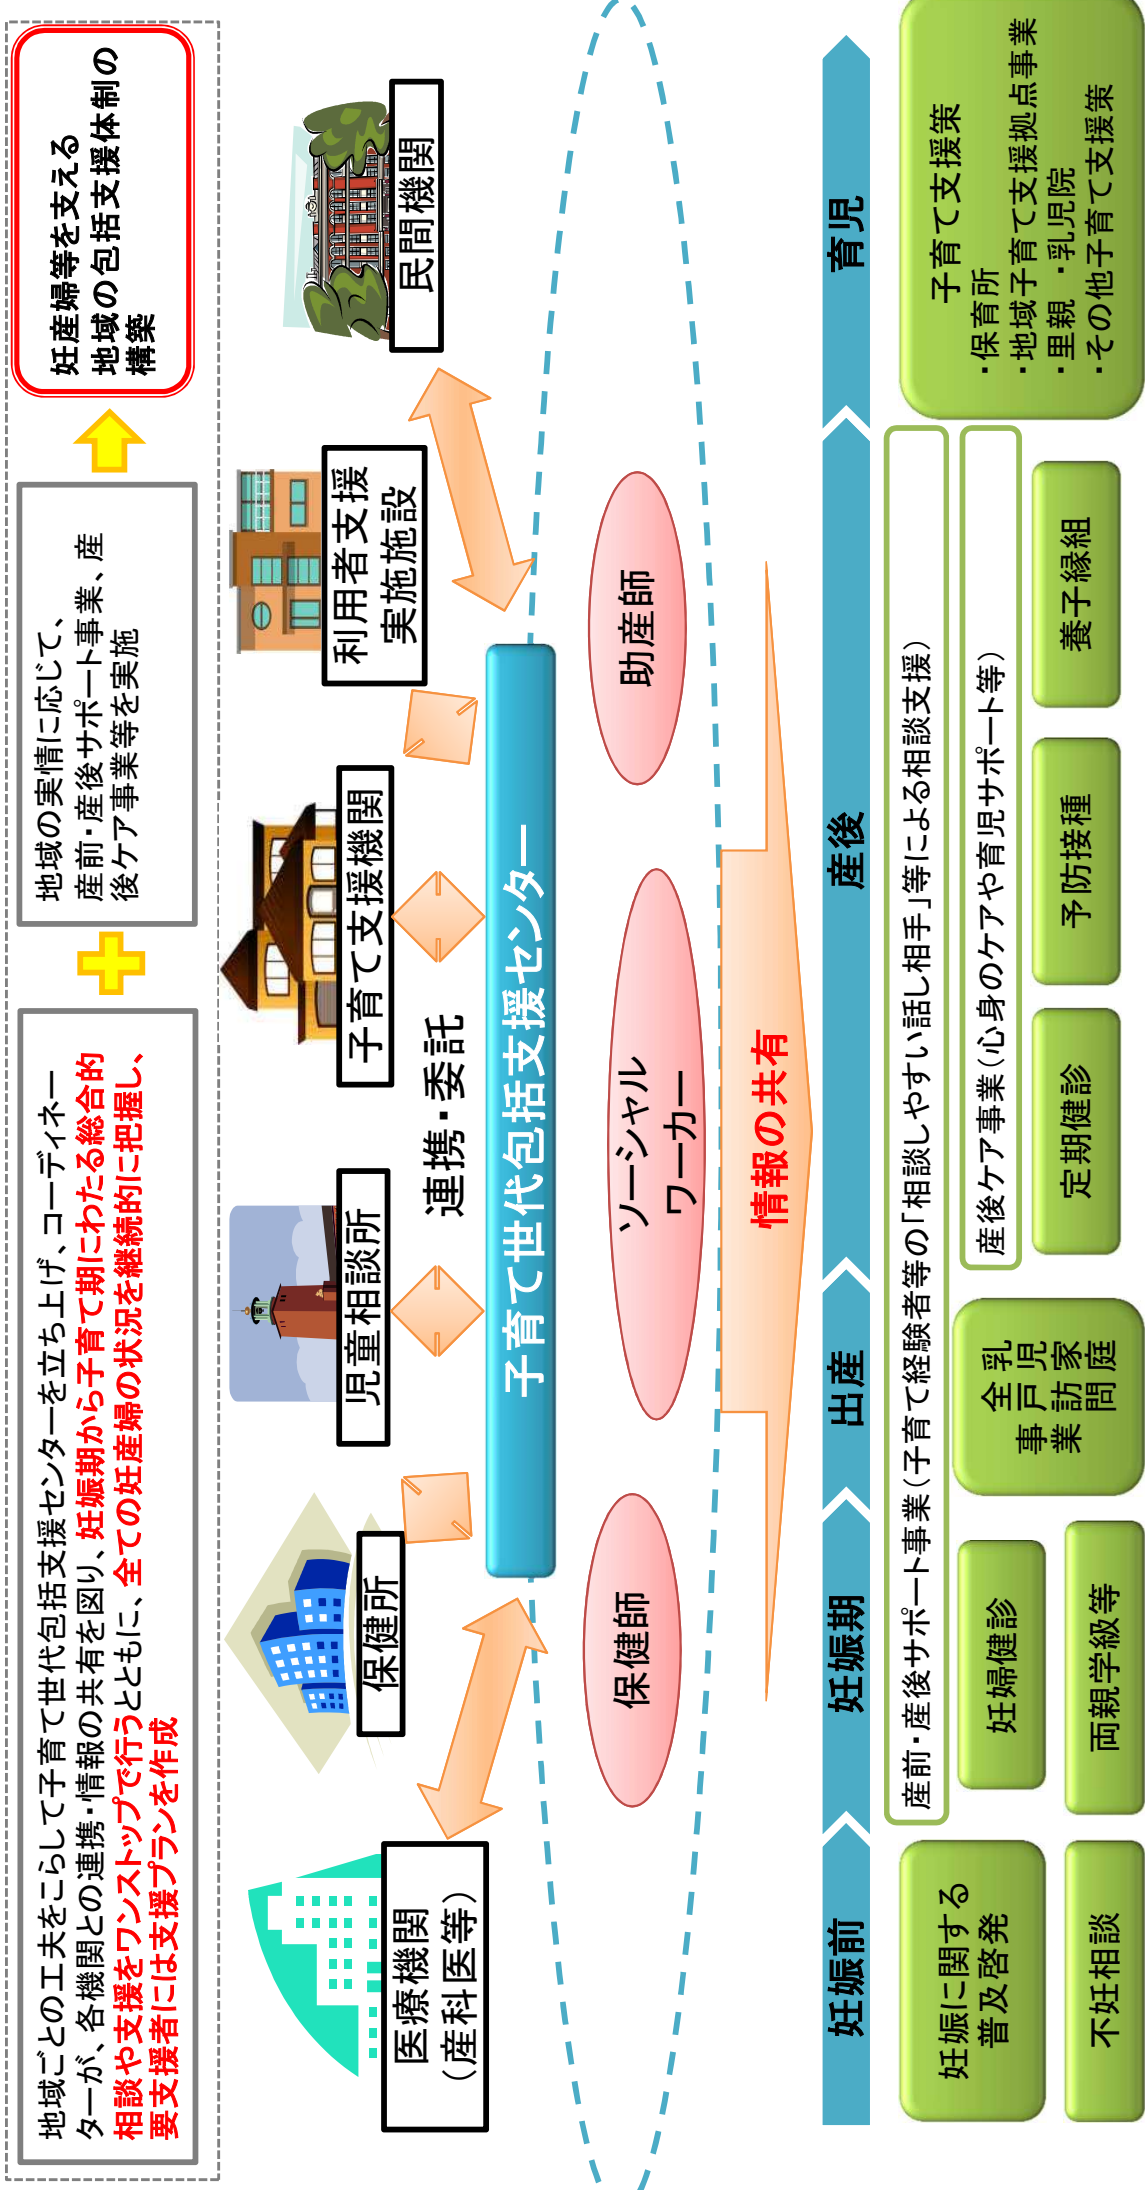 地域ごとの工夫をこらして子育て世代包括支援センターを立ち上げ、コーディネー
ターが、各機関との連携・情報の共有を図り、妊娠期から子育て期にわたる総合的
相談や支援をワンストップで行うとともに、全ての妊産婦の状況を継続的に把握し、
要支援者には支援プランを作成
地域の実情に応じて、
産前・産後サポート事業、産
後ケア事業等を実施
妊産婦等を支える
地域の包括支援体制の
構築
医療機関
（産科医等）
保健所
児童相談所
子育て支援機関
利用者支援
実施施設
民間機関
連携・委託
子育て世代包括支援センター
保健師
ソーシャル
ワーカー
助産師
情報の共有
妊娠前
妊娠期
出産
産後
育児
産前・産後サポート事業（子育て経験者等の「相談しやすい話し相手」等による相談支援）
産後ケア事業（心身のケアや育児サポート等）
妊娠に関する
普及啓発
不妊相談
妊婦健診
両親学級等
乳児家庭
全戸訪問
事業
定期健診
予防接種
養子縁組
子育て支援策
・保育所
・地域子育て支援拠点事業
・里親 ・乳児院
・その他子育て支援策